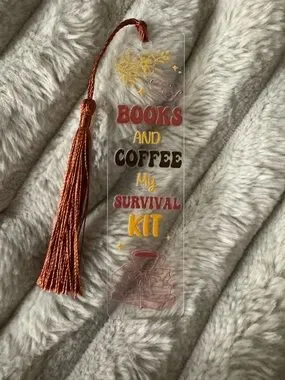 BOOKS
AND
COFFEE
My
SURVIVAL
KIT